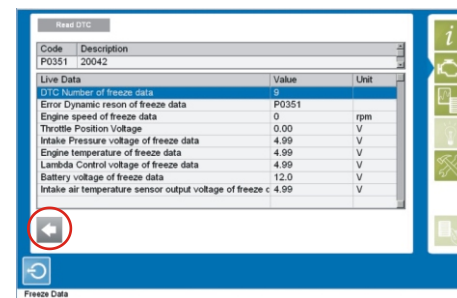 Read DTC
Code Description
P0351 20042
Live Data Value Unit
DTC Number of freeze data 9
Error Dynamic reson of freeze data P0351
Engine speed of freeze data 0 rpm
Throttle Position Voltage 0.00 V
Intake Pressure voltage of freeze data 4.99 V
Engine temperature of freeze data 4.99 V
Lambda Control voltage of freeze data 4.99 V
Battery voltage of freeze data 12.0 V
Intake air temperature sensor output voltage of freeze c 4.99 V
i
Freeze Data